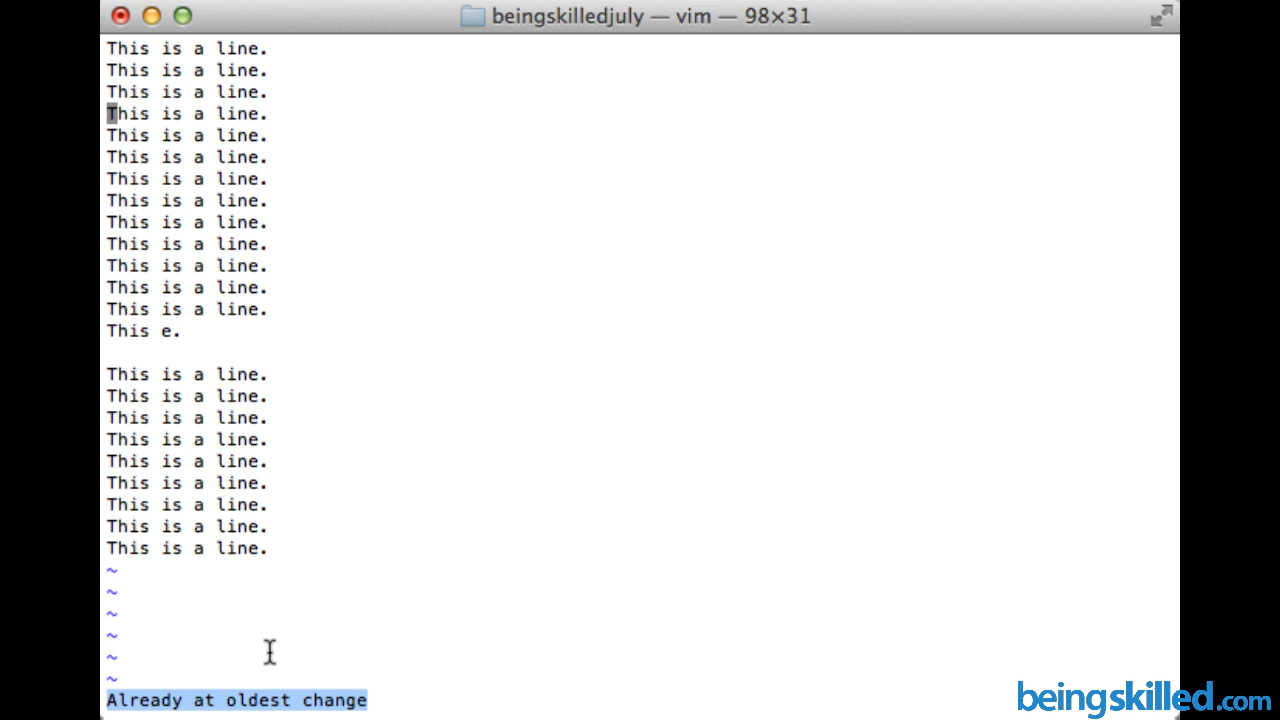 beingskilledjuly — vim — 98×31
This is a line.
This is a line.
This is a line.
This is a line.
This is a line.
This is a line.
This is a line.
This is a line.
This is a line.
This is a line.
This is a line.
This is a line.
This is a line.
This e.

This is a line.
This is a line.
This is a line.
This is a line.
This is a line.
This is a line.
This is a line.
This is a line.
This is a line.
~
~
~
~
~
~
Already at oldest change
beingskilled.com